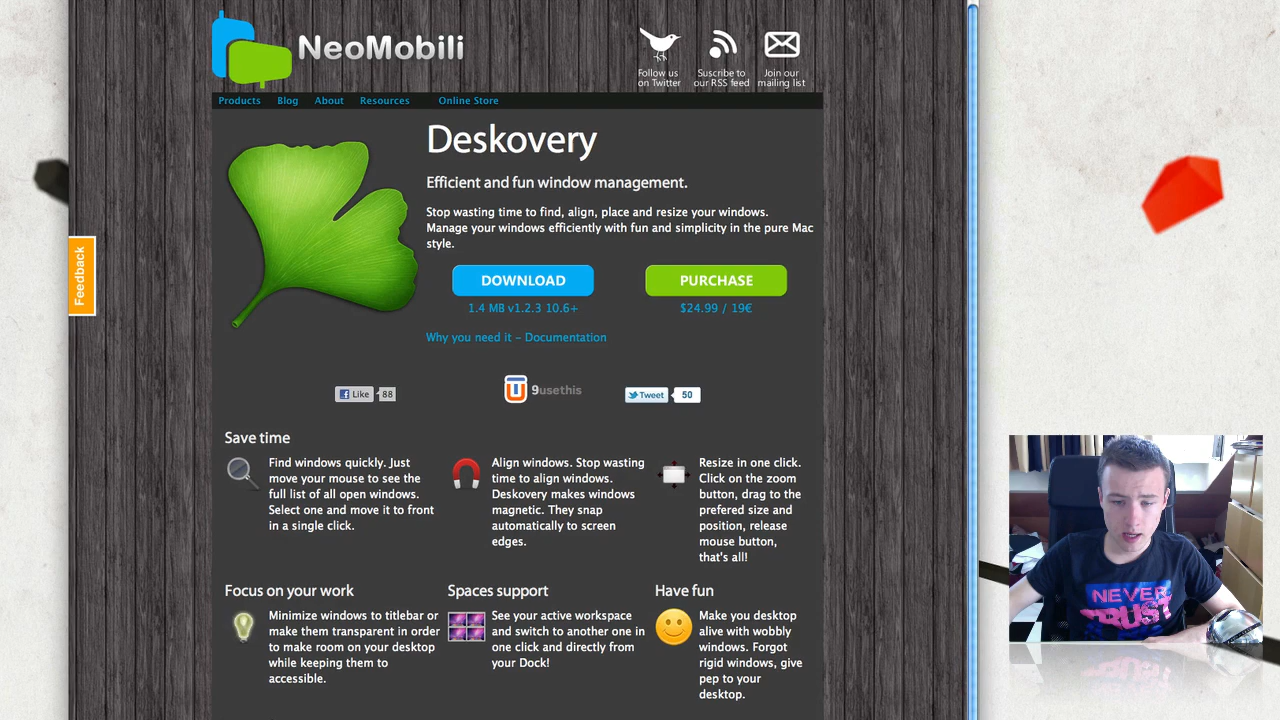 NeoMobili
Follow us
on Twitter
Suscribe to
our RSS feed
Join our
mailing list
Products
Blog
About
Resources
Online Store
Deskovery
Efficient and fun window management.
Stop wasting time to find, align, place and resize your windows.
Manage your windows efficiently with fun and simplicity in the pure Mac
style.
DOWNLOAD
PURCHASE
1.4 MB v1.2.3 10.6+
$24.99 / 19€
Why you need it – Documentation
Feedback
Like 88
9usethis
Tweet 50
Save time
Find windows quickly. Just
move your mouse to see the
full list of all open windows.
Select one and move it to front
in a single click.
Align windows. Stop wasting
time to align windows.
Deskovery makes windows
magnetic. They snap
automatically to screen
edges.
Resize in one click.
Click on the zoom
button, drag to the
prefered size and
position, release
mouse button,
that's all!
Focus on your work
Minimize windows to titlebar or
make them transparent in order
to make room on your desktop
while keeping them to
accessible.
Spaces support
See your active workspace
and switch to another one in
one click and directly from
your Dock!
Have fun
Make you desktop
alive with wobbly
windows. Forgot
rigid windows, give
pep to your
desktop.
NEVER
TRUST